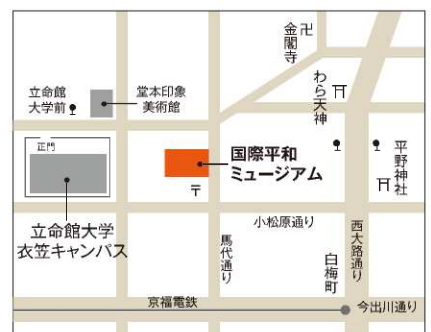 卍
金閣寺
わら天神
立命館
大学前
堂本印象
美術館
正門
国際平和
ミュージアム
平野神社
〒
立命館大学
衣笠キャンパス
小松原通り
馬代通り
西大路通り
白梅町
京福電鉄
今出川通り